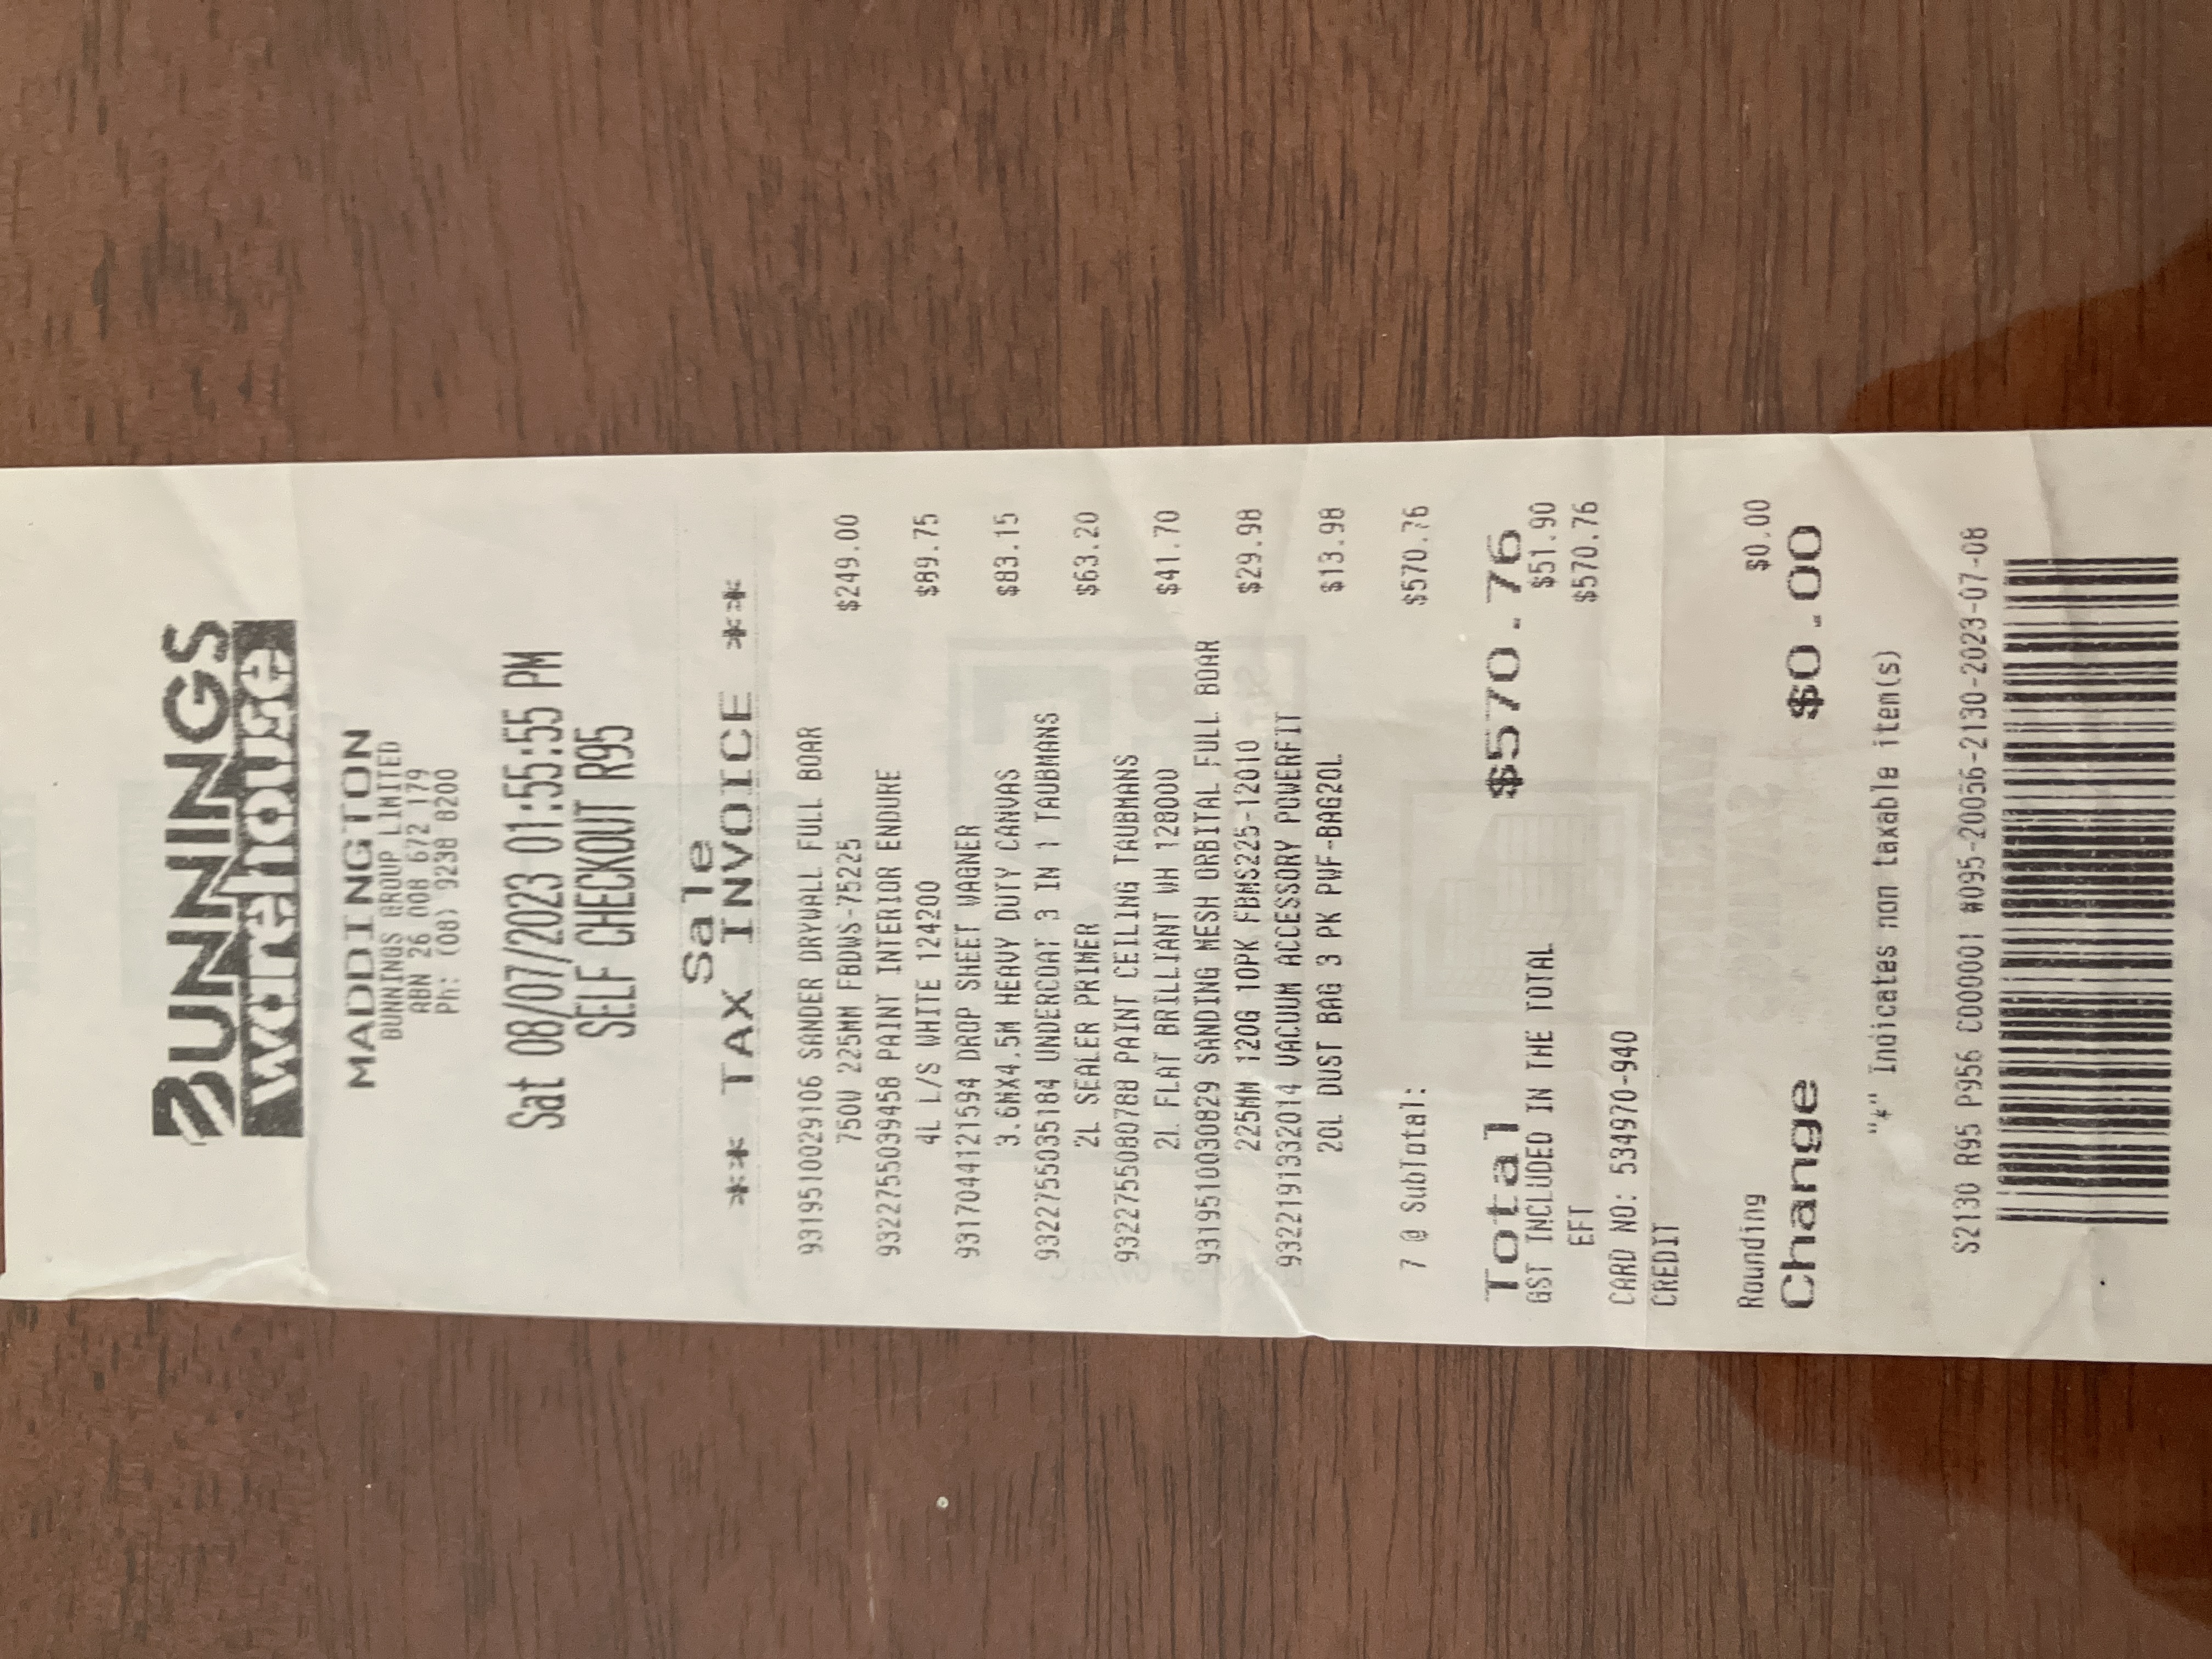 BUNNINGS
warehouse
MADDINGTON
BUNNINGS GROUP LIMITED
ABN 26 008 672 179
Ph: (08) 9238 8200
Sat 08/07/2023 01:55:55 PM
SELF CHECKOUT R95
Sale
** TAX INVOICE **
9319510029106 SANDER DRYWALL FULL BOAR
750W 225MM FBDWS-75225 $249.00
9322755039458 PAINT INTERIOR ENDURE
4L L/S WHITE 124200 $89.75
9317044121594 DROP SHEET WAGNER
3.6MX4.5M HEAVY DUTY CANVAS $83.15
9322755035184 UNDERCOAT 3 IN 1 TAUBMANS
2L SEALER PRIMER $63.20
9322755080788 PAINT CEILING TAUBMANS
2L FLAT BRILLIANT WH 128000 $41.70
9319510030829 SANDING MESH ORBITAL FULL BOAR
225MM 120G 10PK FBMS225-12010 $29.98
9322191332014 VACUUM ACCESSORY POWERFIT
20L DUST BAG 3 PK PWF-BAG20L $13.98
7 @ SubTotal: $570.76
Total $570.76
GST INCLUDED IN THE TOTAL $51.90
EFT $570.76
CARD NO: 534970-940
CREDIT
Rounding $0.00
Change $0.00
"*" Indicates non taxable item(s)
S2130 R95 P956 C000001 #095-20056-2130-2023-07-08